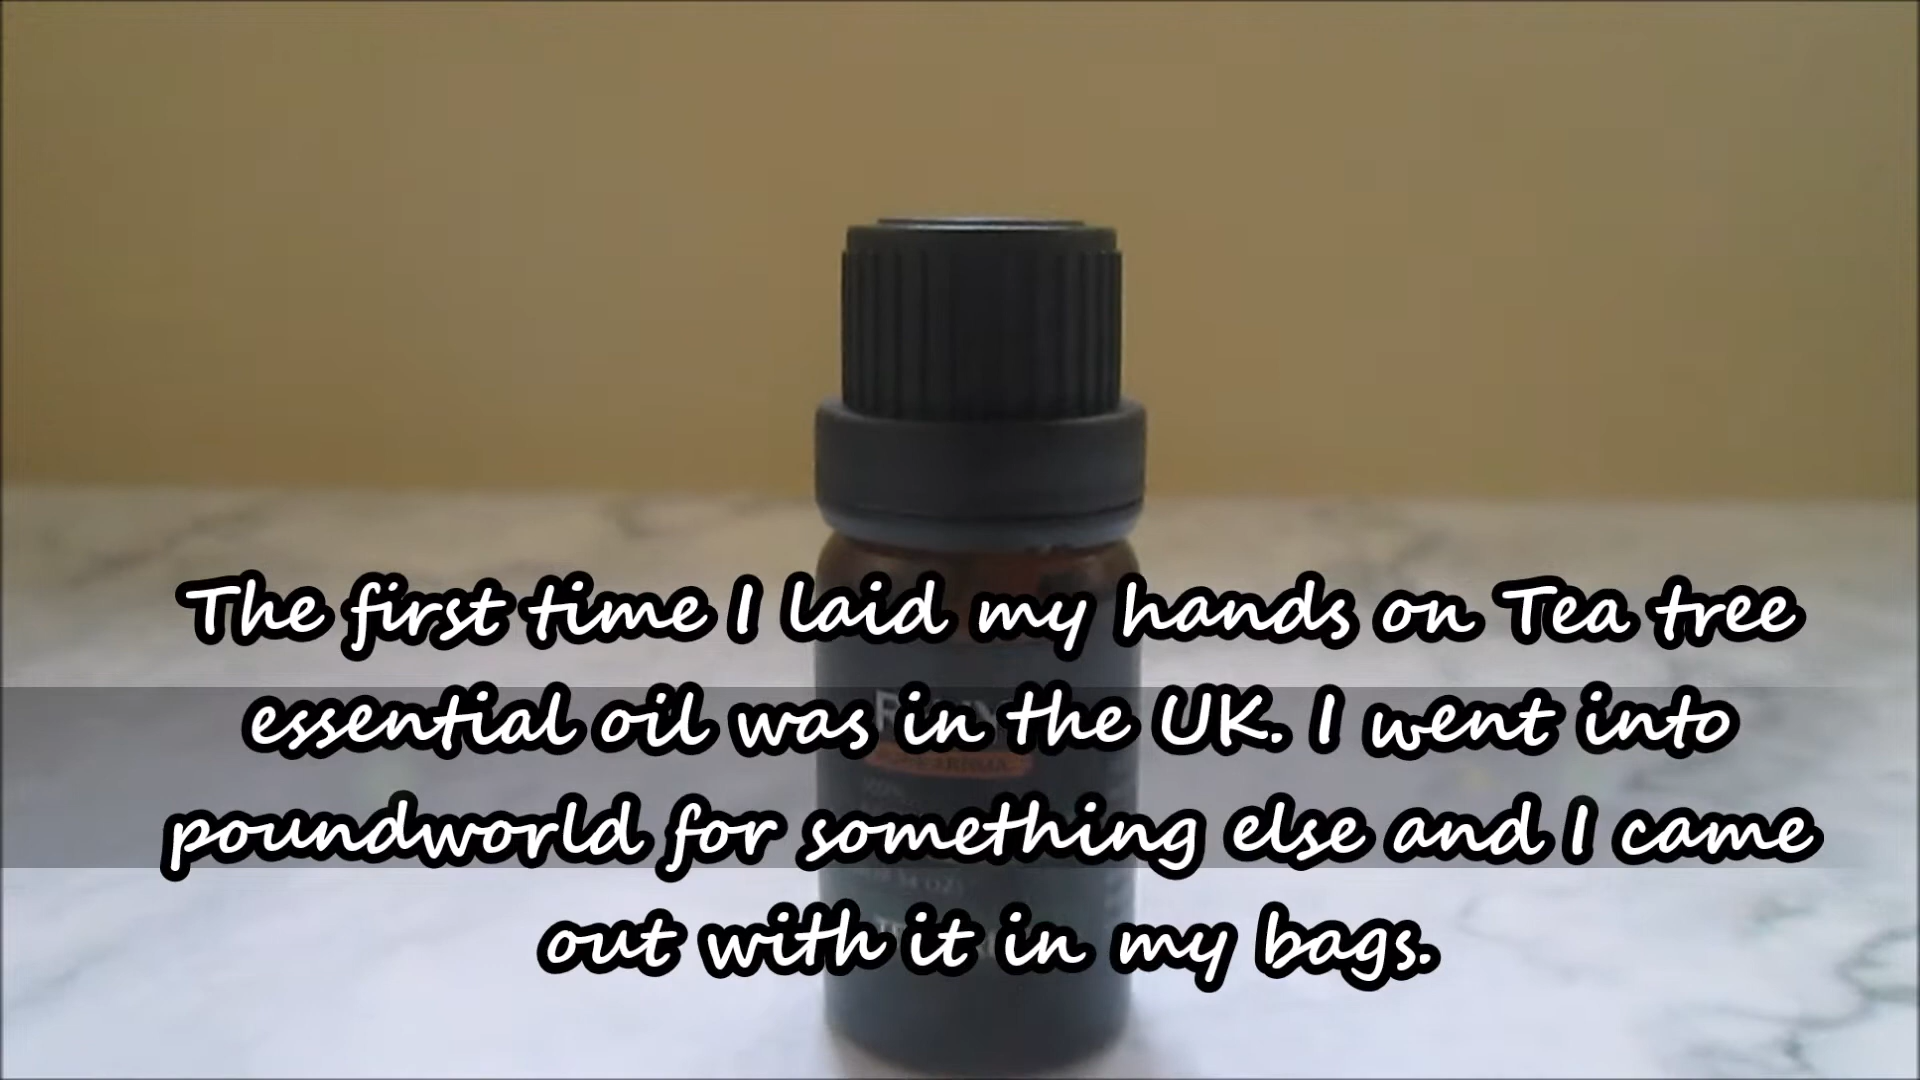 The first time I laid my hands on Tea tree
essential oil was in the UK. I went into
poundworld for something else and I came
out with it in my bags.